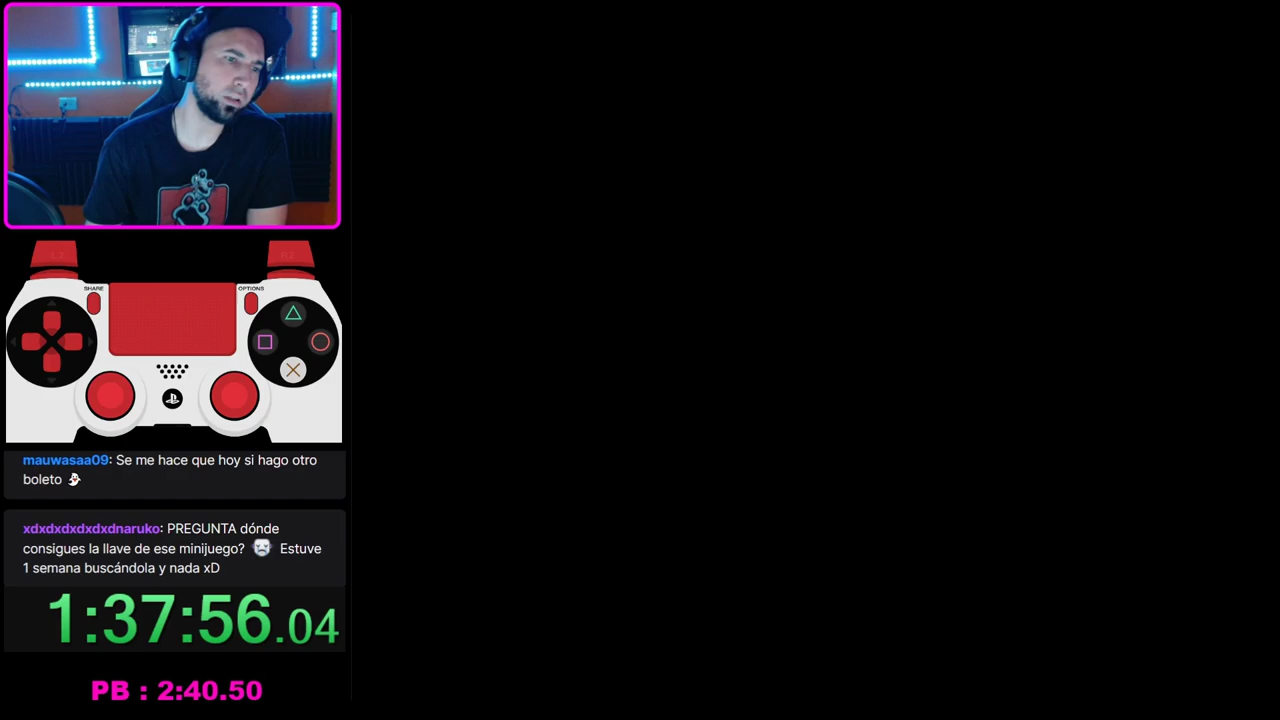 SHARE
OPTIONS
mauwasaa09: Se me hace que hoy si hago otro
boleto
xdxdxdxdxdxdnaruko: PREGUNTA dónde
consigues la llave de ese minijuego? Estuve
1 semana buscándola y nada xD
1:37:56.04
PB : 2:40.50